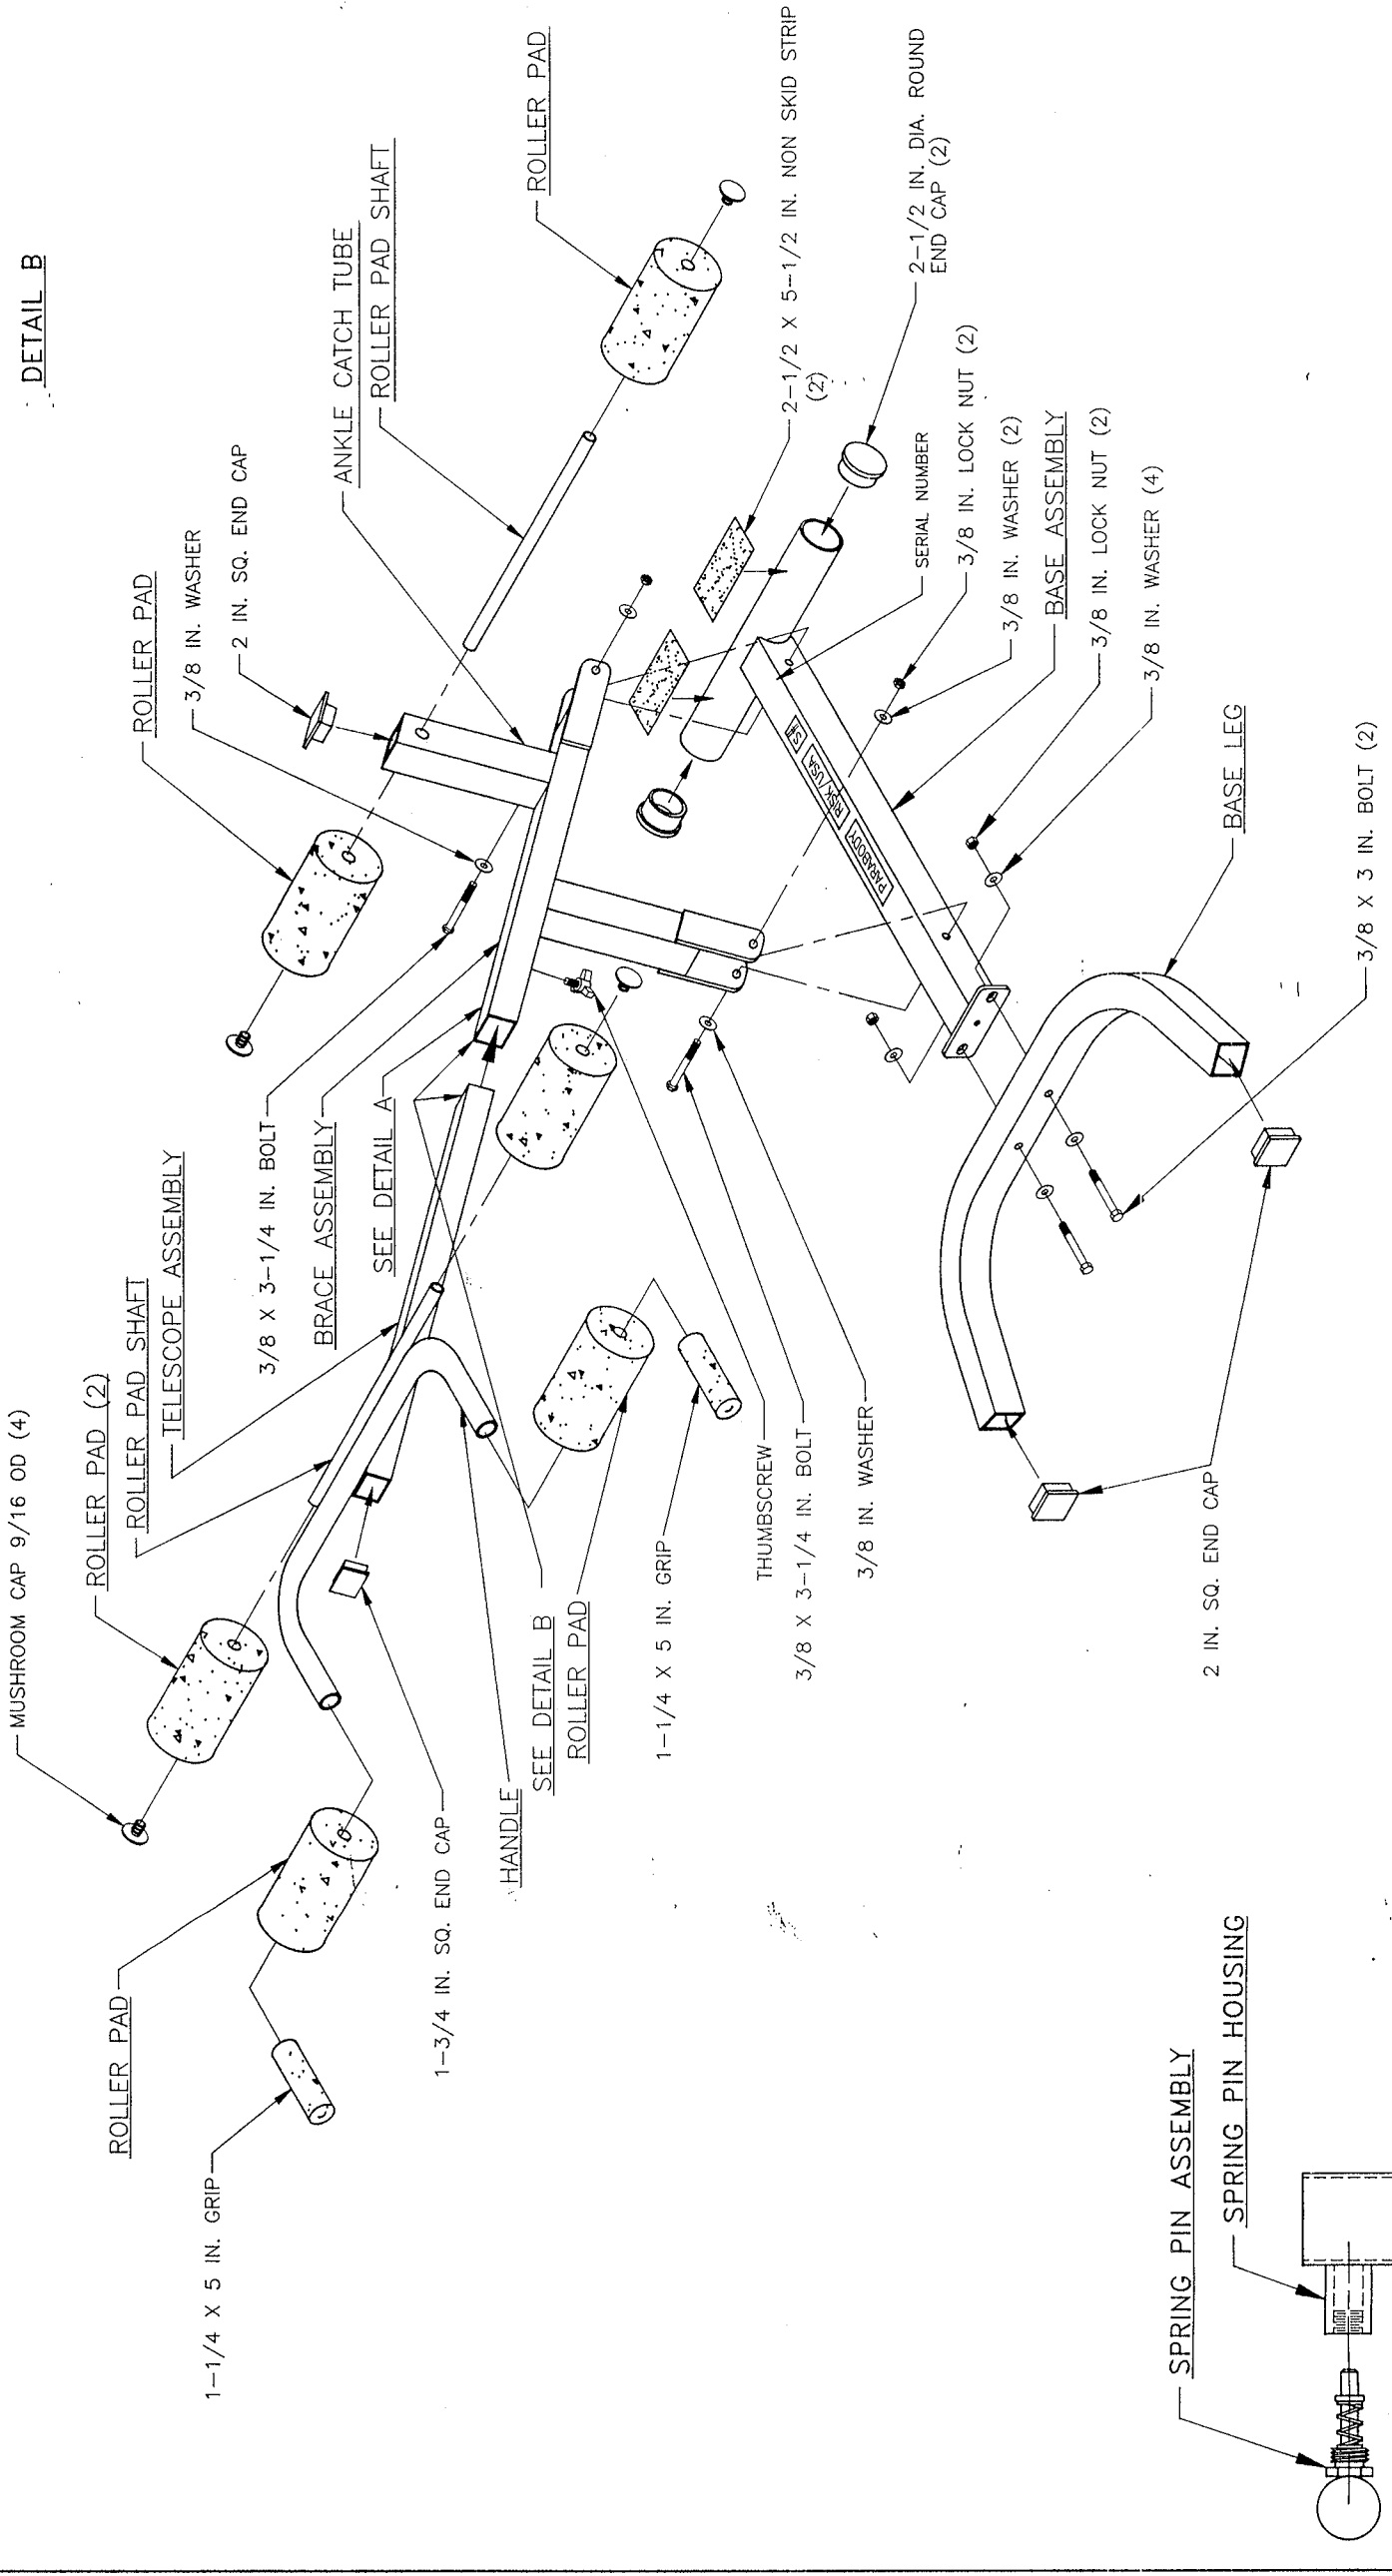 DETAIL B
MUSHROOM CAP 9/16 OD (4)
ROLLER PAD (2)
ROLLER PAD SHAFT
TELESCOPE ASSEMBLY
3/8 X 3-1/4 IN. BOLT
BRACE ASSEMBLY
SEE DETAIL A
ROLLER PAD
3/8 IN. WASHER
2 IN. SQ. END CAP
ANKLE CATCH TUBE
ROLLER PAD SHAFT
ROLLER PAD
2-1/2 X 5-1/2 IN. NON SKID STRIP
(2)
2-1/2 IN. DIA. ROUND
END CAP (2)
SERIAL NUMBER
3/8 IN. LOCK NUT (2)
3/8 IN. WASHER (2)
BASE ASSEMBLY
3/8 IN. LOCK NUT (2)
3/8 IN. WASHER (4)
BASE LEG
3/8 X 3 IN. BOLT (2)
PARABODY
RISK/USA
S#
ROLLER PAD
1-1/4 X 5 IN. GRIP
1-3/4 IN. SQ. END CAP
HANDLE
SEE DETAIL B
ROLLER PAD
1-1/4 X 5 IN. GRIP
THUMBSCREW
3/8 X 3-1/4 IN. BOLT
3/8 IN. WASHER
2 IN. SQ. END CAP
SPRING PIN ASSEMBLY
SPRING PIN HOUSING